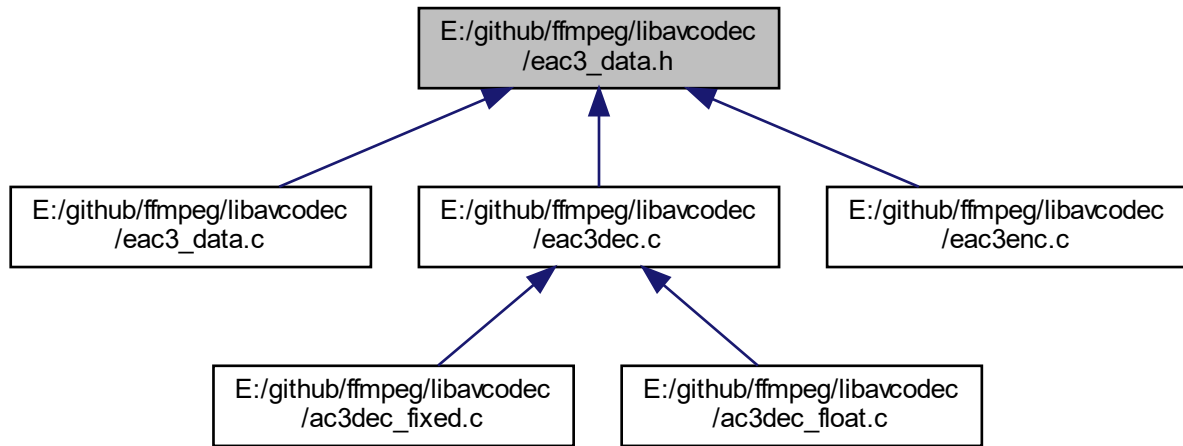 E:/github/ffmpeg/libavcodec
/eac3_data.h
E:/github/ffmpeg/libavcodec
/eac3_data.c
E:/github/ffmpeg/libavcodec
/eac3dec.c
E:/github/ffmpeg/libavcodec
/eac3enc.c
E:/github/ffmpeg/libavcodec
/ac3dec_fixed.c
E:/github/ffmpeg/libavcodec
/ac3dec_float.c